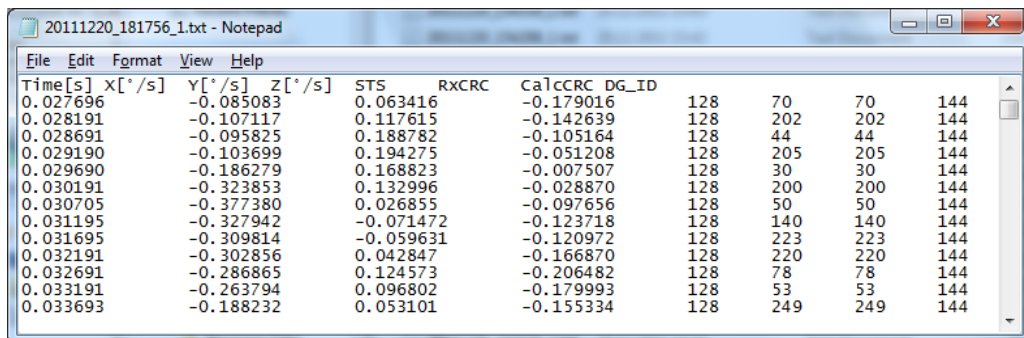 20111220_181756_1.txt - Notepad
File Edit Format View Help
Time[s] X[°/s] Y[°/s] Z[°/s] STS RxCRC CalcCRC DG_ID
0.027696 -0.085083 0.063416 -0.179016 128 70 70 144
0.028191 -0.107117 0.117615 -0.142639 128 202 202 144
0.028691 -0.095825 0.188782 -0.105164 128 44 44 144
0.029190 -0.103699 0.194275 -0.051208 128 205 205 144
0.029690 -0.186279 0.168823 -0.007507 128 30 30 144
0.030191 -0.323853 0.132996 -0.028870 128 200 200 144
0.030705 -0.377380 0.026855 -0.097656 128 50 50 144
0.031195 -0.327942 -0.071472 -0.123718 128 140 140 144
0.031695 -0.309814 -0.059631 -0.120972 128 223 223 144
0.032191 -0.302856 0.042847 -0.166870 128 220 220 144
0.032691 -0.286865 0.124573 -0.206482 128 78 78 144
0.033191 -0.263794 0.096802 -0.179993 128 53 53 144
0.033693 -0.188232 0.053101 -0.155334 128 249 249 144